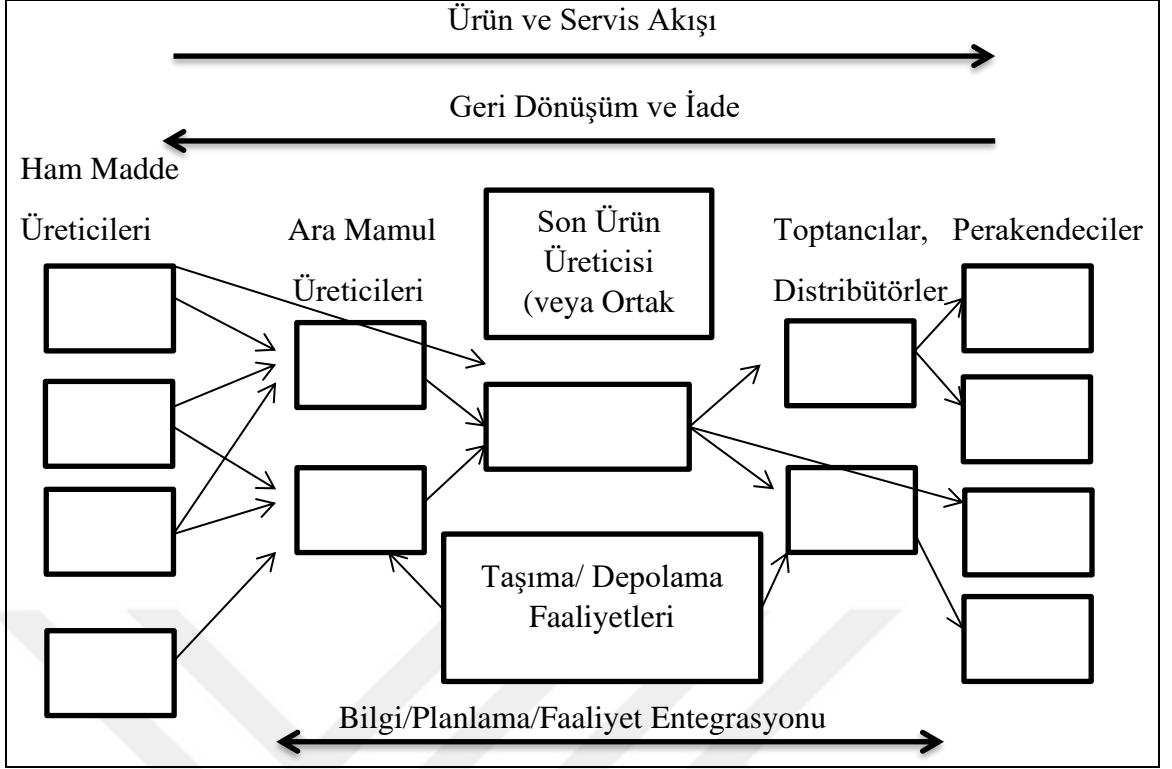 Ürün ve Servis Akışı
Geri Dönüşüm ve İade
Ham Madde
Üreticileri
Ara Mamul
Üreticileri
Son Ürün
Üreticisi
(veya Ortak
Toptancılar,
Distribütörler
Perakendeciler
Taşıma/ Depolama
Faaliyetleri
Bilgi/Planlama/Faaliyet Entegrasyonu